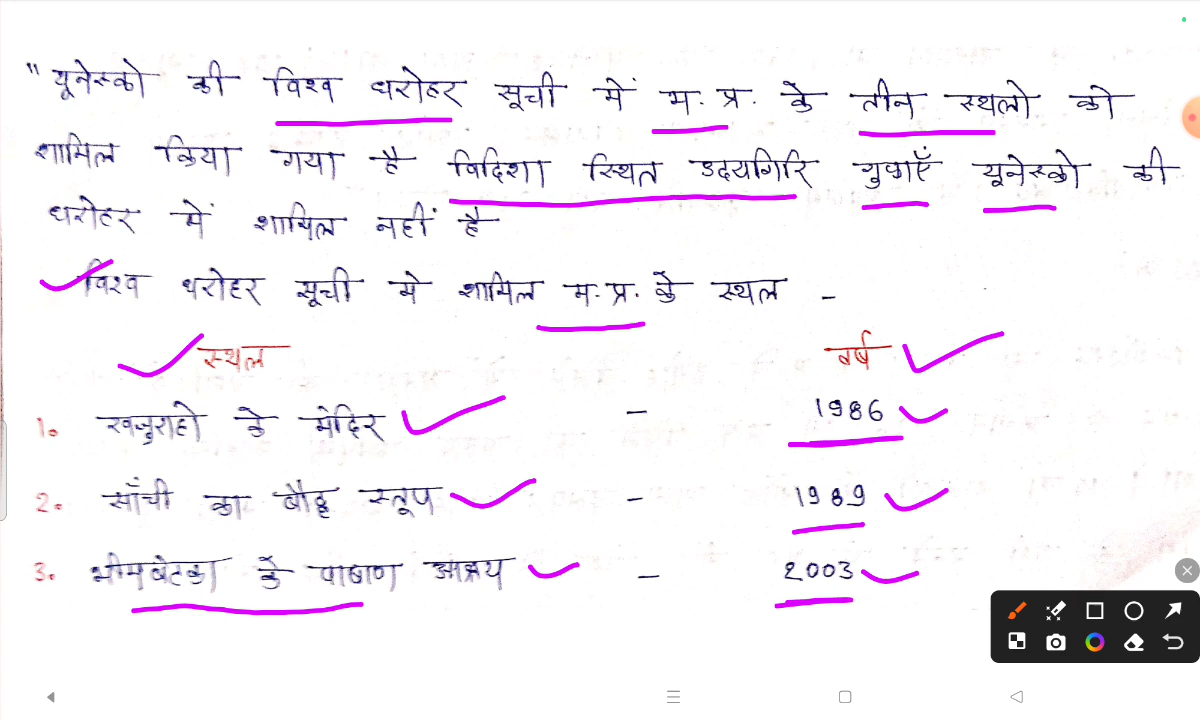 "यूनेस्को की विश्व धरोहर सूची में म. प्र. के तीन स्थलो को
शामिल किया गया है विदिशा स्थित उदयगिरि गुफाएँ यूनेस्को की
धरोहर में शामिल नहीं है
विश्व धरोहर सूची मे शामिल म. प्र. के स्थल -
स्थल वर्ष
1. खजुराहो के मंदिर - 1986
2. साँची का बौद्ध स्तूप - 1989
3. भीमबेटका के पाषाण आश्रय - 2003